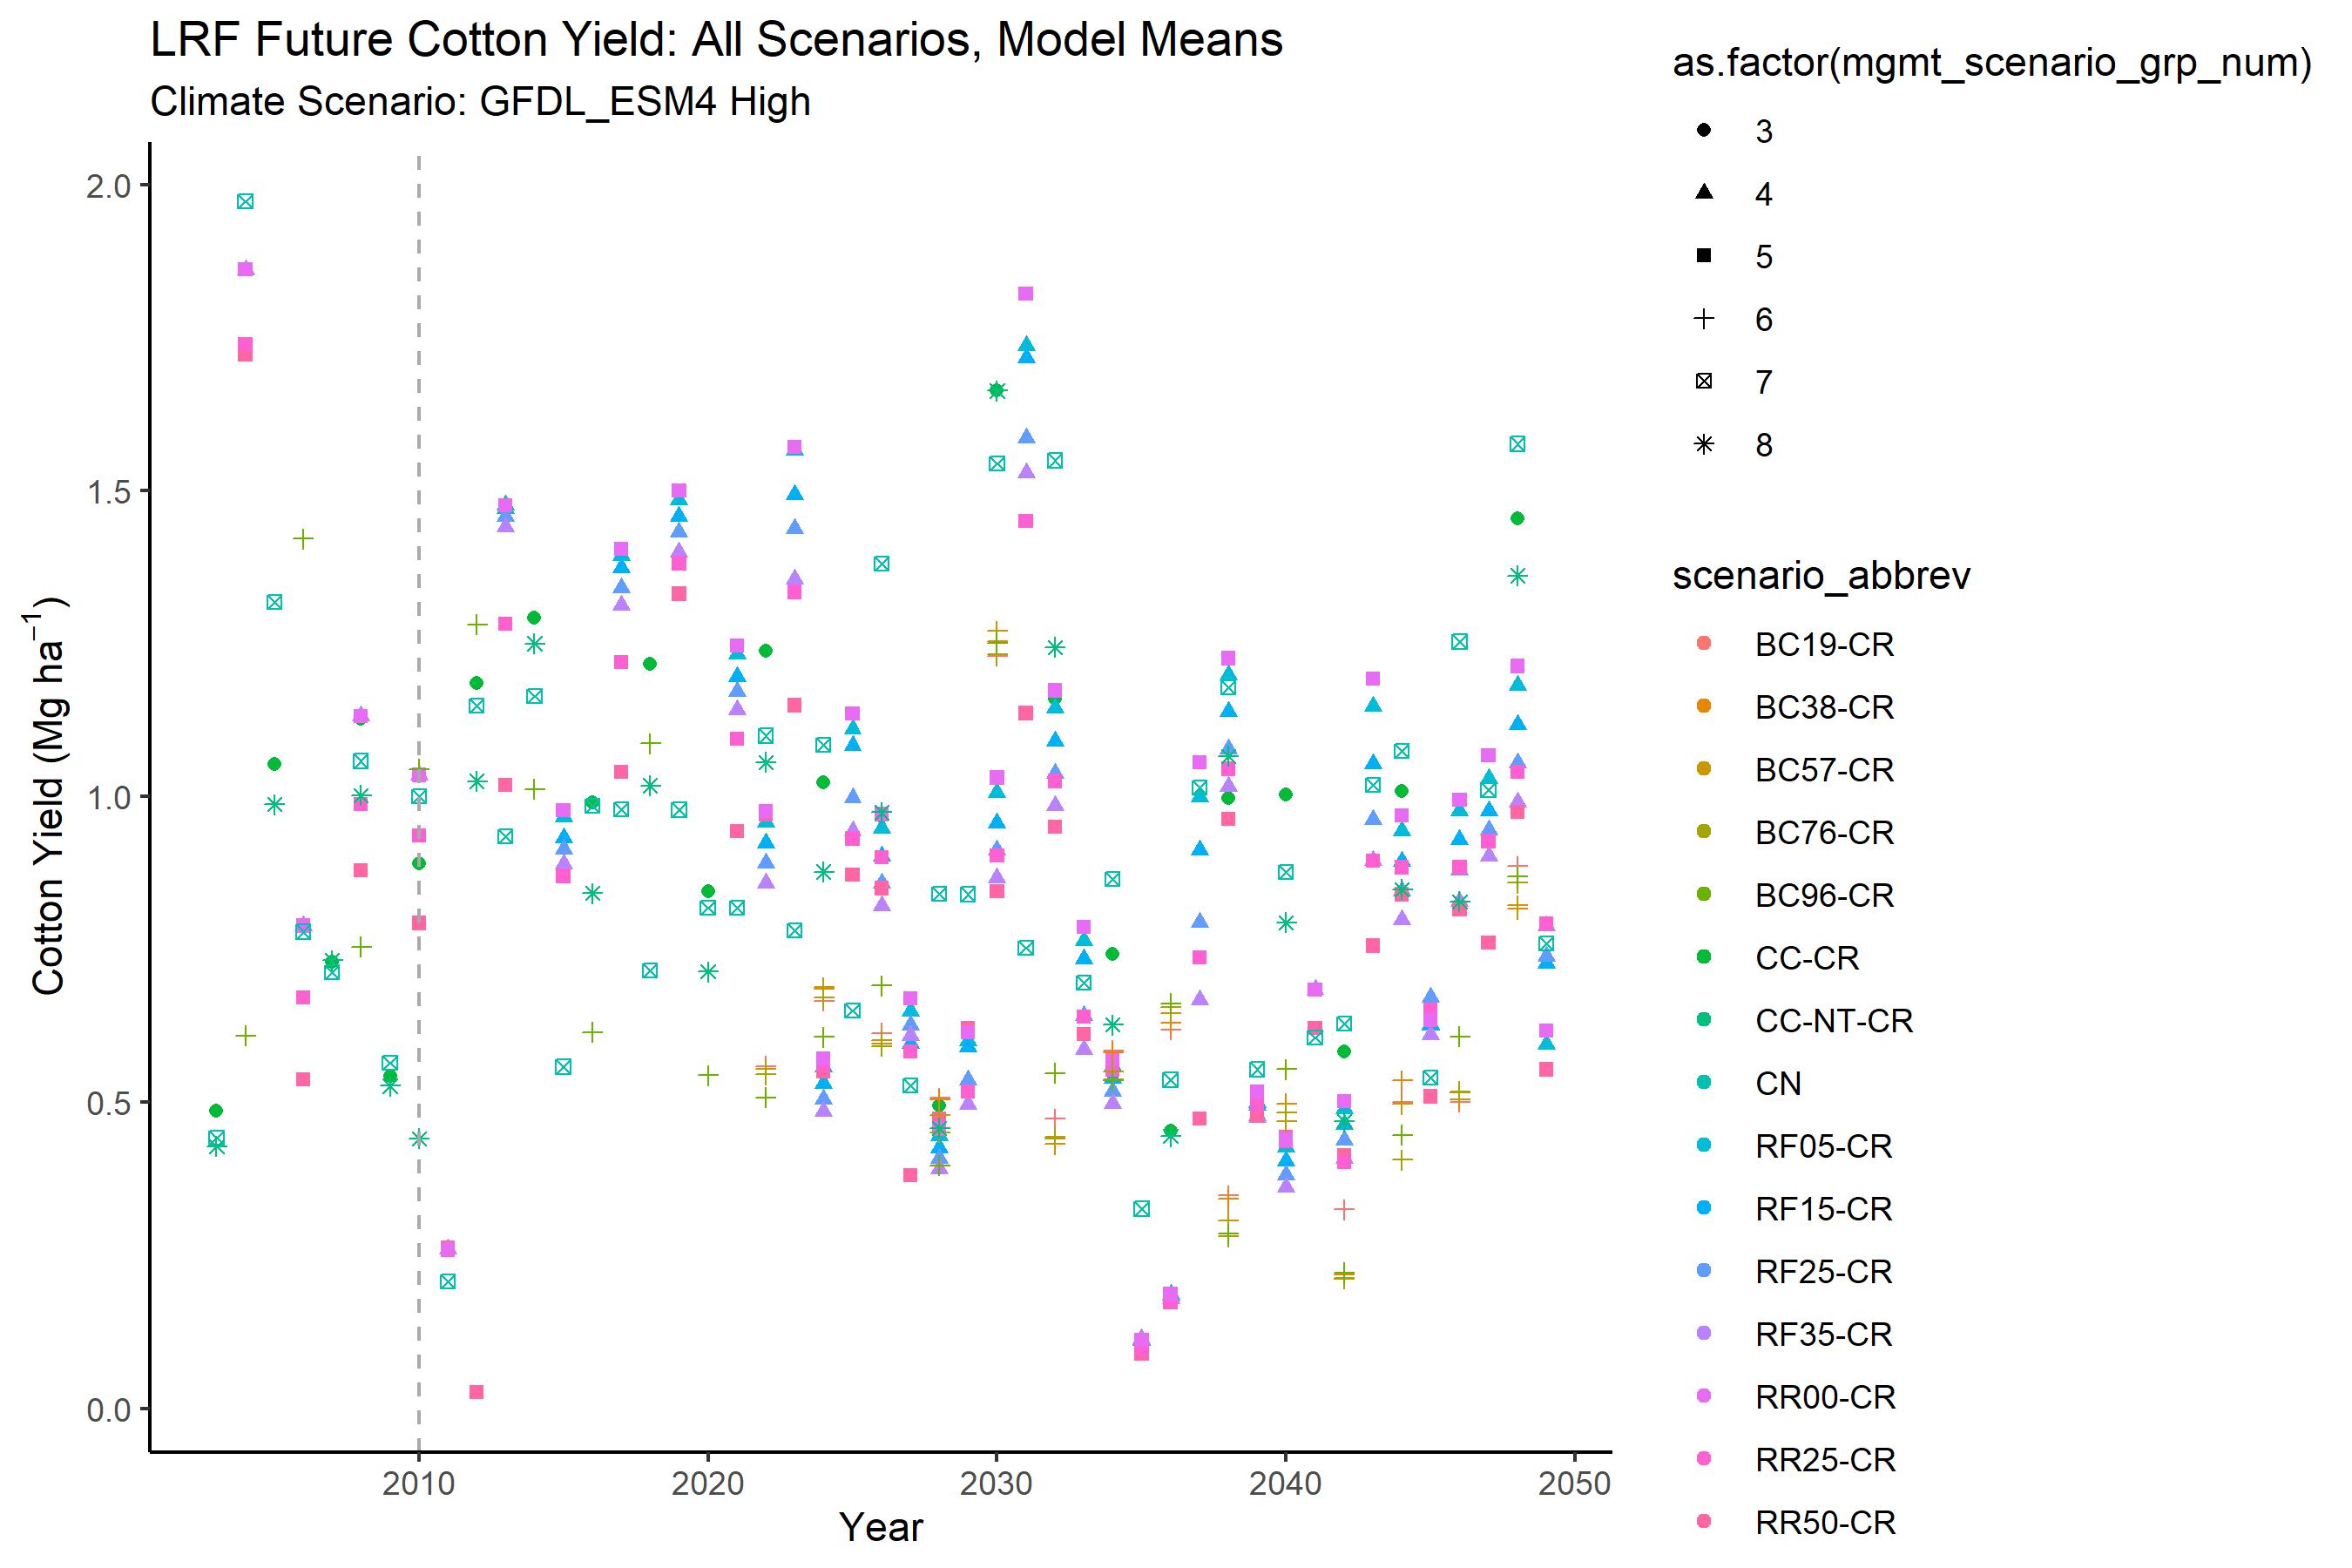 LRF Future Cotton Yield: All Scenarios, Model Means
Climate Scenario: GFDL_ESM4 High
Cotton Yield (Mg ha⁻¹)
2.0
1.5
1.0
0.5
0.0
2010 2020 2030 2040 2050
Year
as.factor(mgmt_scenario_grp_num)
3
4
5
6
7
8
scenario_abbrev
BC19-CR
BC38-CR
BC57-CR
BC76-CR
BC96-CR
CC-CR
CC-NT-CR
CN
RF05-CR
RF15-CR
RF25-CR
RF35-CR
RR00-CR
RR25-CR
RR50-CR